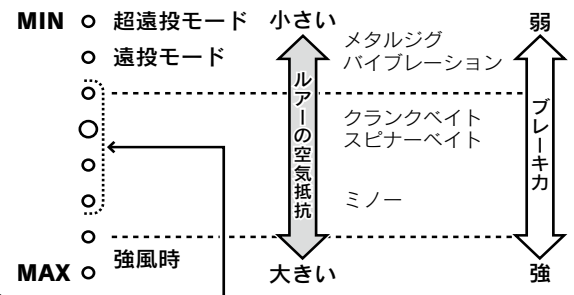 MIN 超遠投モード 小さい 弱
遠投モード
メタルジグ
バイブレーション
ルアーの空気抵抗
ブレーキ力
クランクベイト
スピナーベイト
ミノー
強風時
MAX 大きい 強